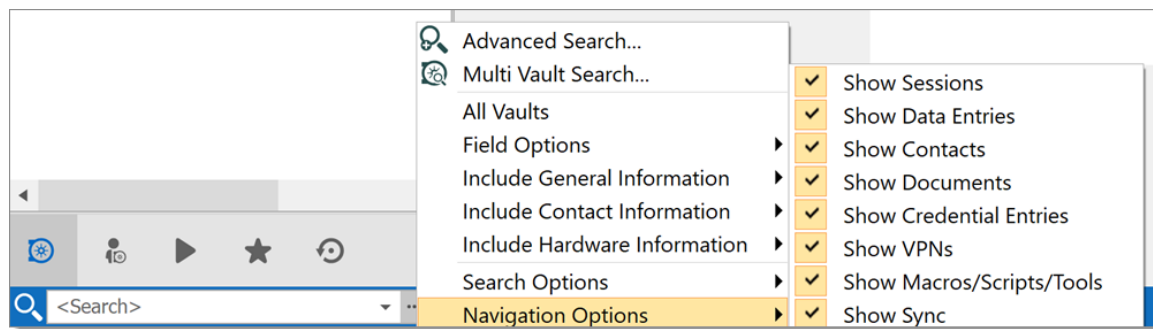 Advanced Search...
Multi Vault Search...
All Vaults
Field Options
Include General Information
Include Contact Information
Include Hardware Information
Search Options
Navigation Options
Show Sessions
Show Data Entries
Show Contacts
Show Documents
Show Credential Entries
Show VPNs
Show Macros/Scripts/Tools
Show Sync
<Search>